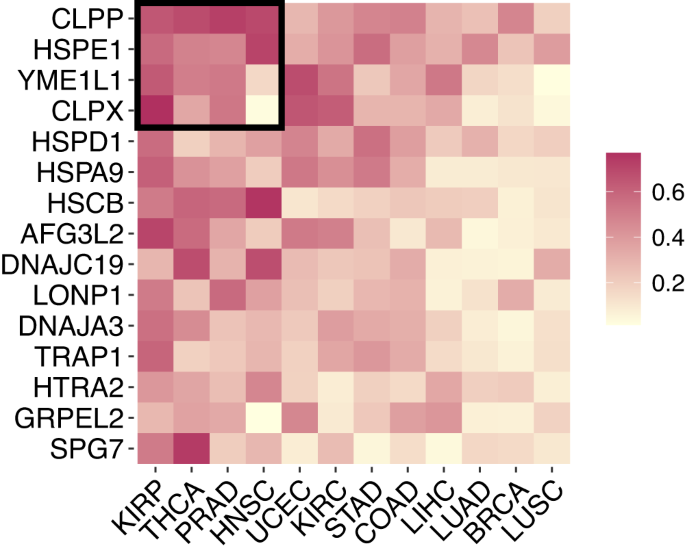 CLPP
HSPE1
YME1L1
CLPX
HSPD1
HSPA9
HSCB
AFG3L2
DNAJC19
LONP1
DNAJA3
TRAP1
HTRA2
GRPEL2
SPG7
0.6
0.4
0.2
KIRP THCA PRAD HNSC UCEC KIRC STAD COAD LIHC LUAD BRCA LUSC